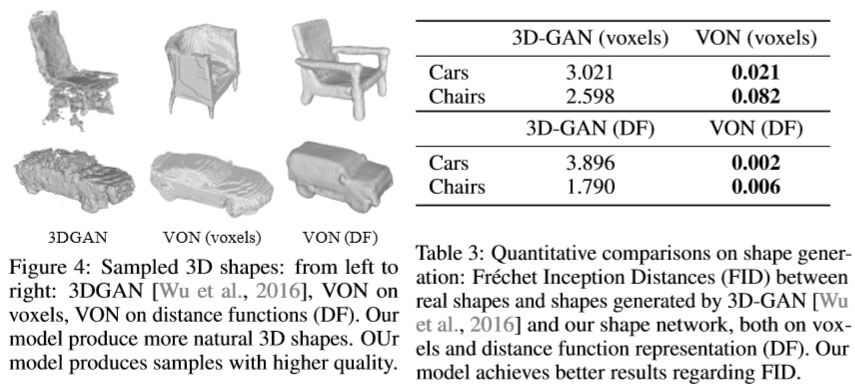 3DGAN VON (voxels) VON (DF)
Figure 4: Sampled 3D shapes: from left to
right: 3DGAN [Wu et al., 2016], VON on
voxels, VON on distance functions (DF). Our
model produce more natural 3D shapes. OUr
model produces samples with higher quality.
3D-GAN (voxels) VON (voxels)
Cars 3.021 0.021
Chairs 2.598 0.082
3D-GAN (DF) VON (DF)
Cars 3.896 0.002
Chairs 1.790 0.006
Table 3: Quantitative comparisons on shape gener-
ation: Fréchet Inception Distances (FID) between
real shapes and shapes generated by 3D-GAN [Wu
et al., 2016] and our shape network, both on vox-
els and distance function representation (DF). Our
model achieves better results regarding FID.